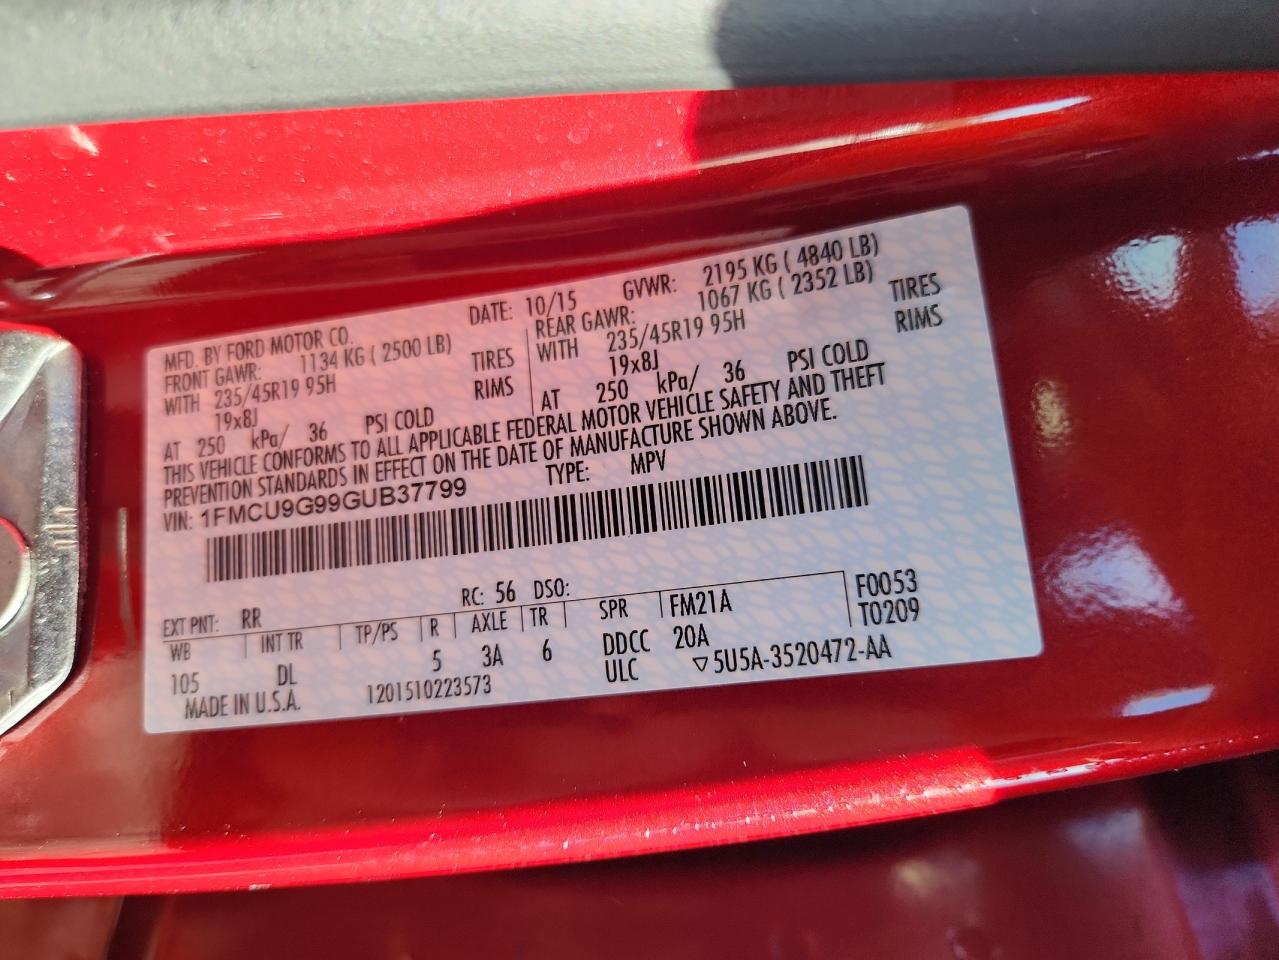 MFD. BY FORD MOTOR CO. DATE: 10/15 GVWR: 2195 KG ( 4840 LB)
FRONT GAWR: 1134 KG ( 2500 LB) REAR GAWR: 1067 KG ( 2352 LB)
WITH 235/45R19 95H TIRES WITH 235/45R19 95H TIRES
19x8J RIMS 19x8J RIMS
AT 250 kPa/ 36 PSI COLD AT 250 kPa/ 36 PSI COLD
THIS VEHICLE CONFORMS TO ALL APPLICABLE FEDERAL MOTOR VEHICLE SAFETY AND THEFT
PREVENTION STANDARDS IN EFFECT ON THE DATE OF MANUFACTURE SHOWN ABOVE.
VIN: 1FMCU9G99GUB37799 TYPE: MPV
EXT PNT: RR RC: 56 DSO:
WB INT TR TP/PS R AXLE TR SPR FM21A F0053
105 DL 5 3A 6 DDCC 20A T0209
MADE IN U.S.A. 1201510223573 ULC ▽5U5A-3520472-AA